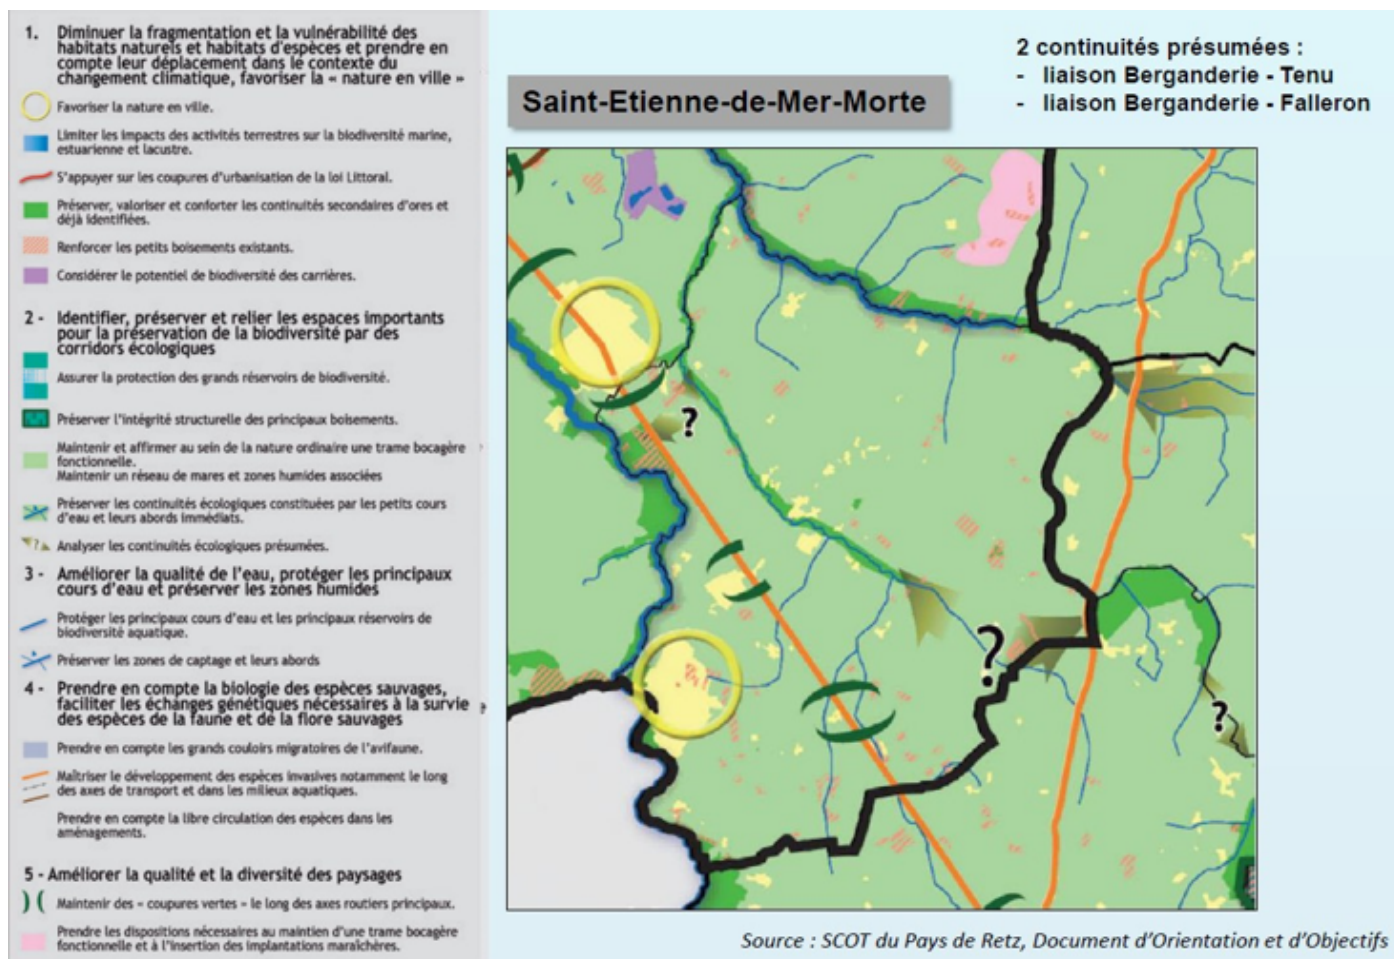 1. Diminuer la fragmentation et la vulnérabilité des
habitats naturels et habitats d'espèces et prendre en
compte leur déplacement dans le contexte du
changement climatique, favoriser la « nature en ville »
Favoriser la nature en ville.
Limiter les impacts des activités terrestres sur la biodiversité marine,
estuarienne et lacustre.
S'appuyer sur les coupures d'urbanisation de la loi Littoral.
Préserver, valoriser et conforter les continuités secondaires d'ores et
déjà identifiées.
Renforcer les petits boisements existants.
Considérer le potentiel de biodiversité des carrières.
2 - Identifier, préserver et relier les espaces importants
pour la préservation de la biodiversité par des
corridors écologiques
Assurer la protection des grands réservoirs de biodiversité.
Préserver l'intégrité structurelle des principaux boisements.
Maintenir et affirmer au sein de la nature ordinaire une trame bocagère
fonctionnelle.
Maintenir un réseau de mares et zones humides associées
Préserver les continuités écologiques constituées par les petits cours
d'eau et leurs abords immédiats.
? Analyser les continuités écologiques présumées.
3 - Améliorer la qualité de l'eau, protéger les principaux
cours d'eau et préserver les zones humides
Protéger les principaux cours d'eau et les principaux réservoirs de
biodiversité aquatique.
Préserver les zones de captage et leurs abords
4 - Prendre en compte la biologie des espèces sauvages,
faciliter les échanges génétiques nécessaires à la survie
des espèces de la faune et de la flore sauvages
Prendre en compte les grands couloirs migratoires de l'avifaune.
Maîtriser le développement des espèces invasives notamment le long
des axes de transport et dans les milieux aquatiques.
Prendre en compte la libre circulation des espèces dans les
aménagements.
5 - Améliorer la qualité et la diversité des paysages
Maintenir des « coupures vertes » le long des axes routiers principaux.
Prendre les dispositions nécessaires au maintien d'une trame bocagère
fonctionnelle et à l'insertion des implantations maraîchères.
Saint-Etienne-de-Mer-Morte
2 continuités présumées :
- liaison Berganderie - Tenu
- liaison Berganderie - Falleron
?
?
?
Source : SCOT du Pays de Retz, Document d'Orientation et d'Objectifs